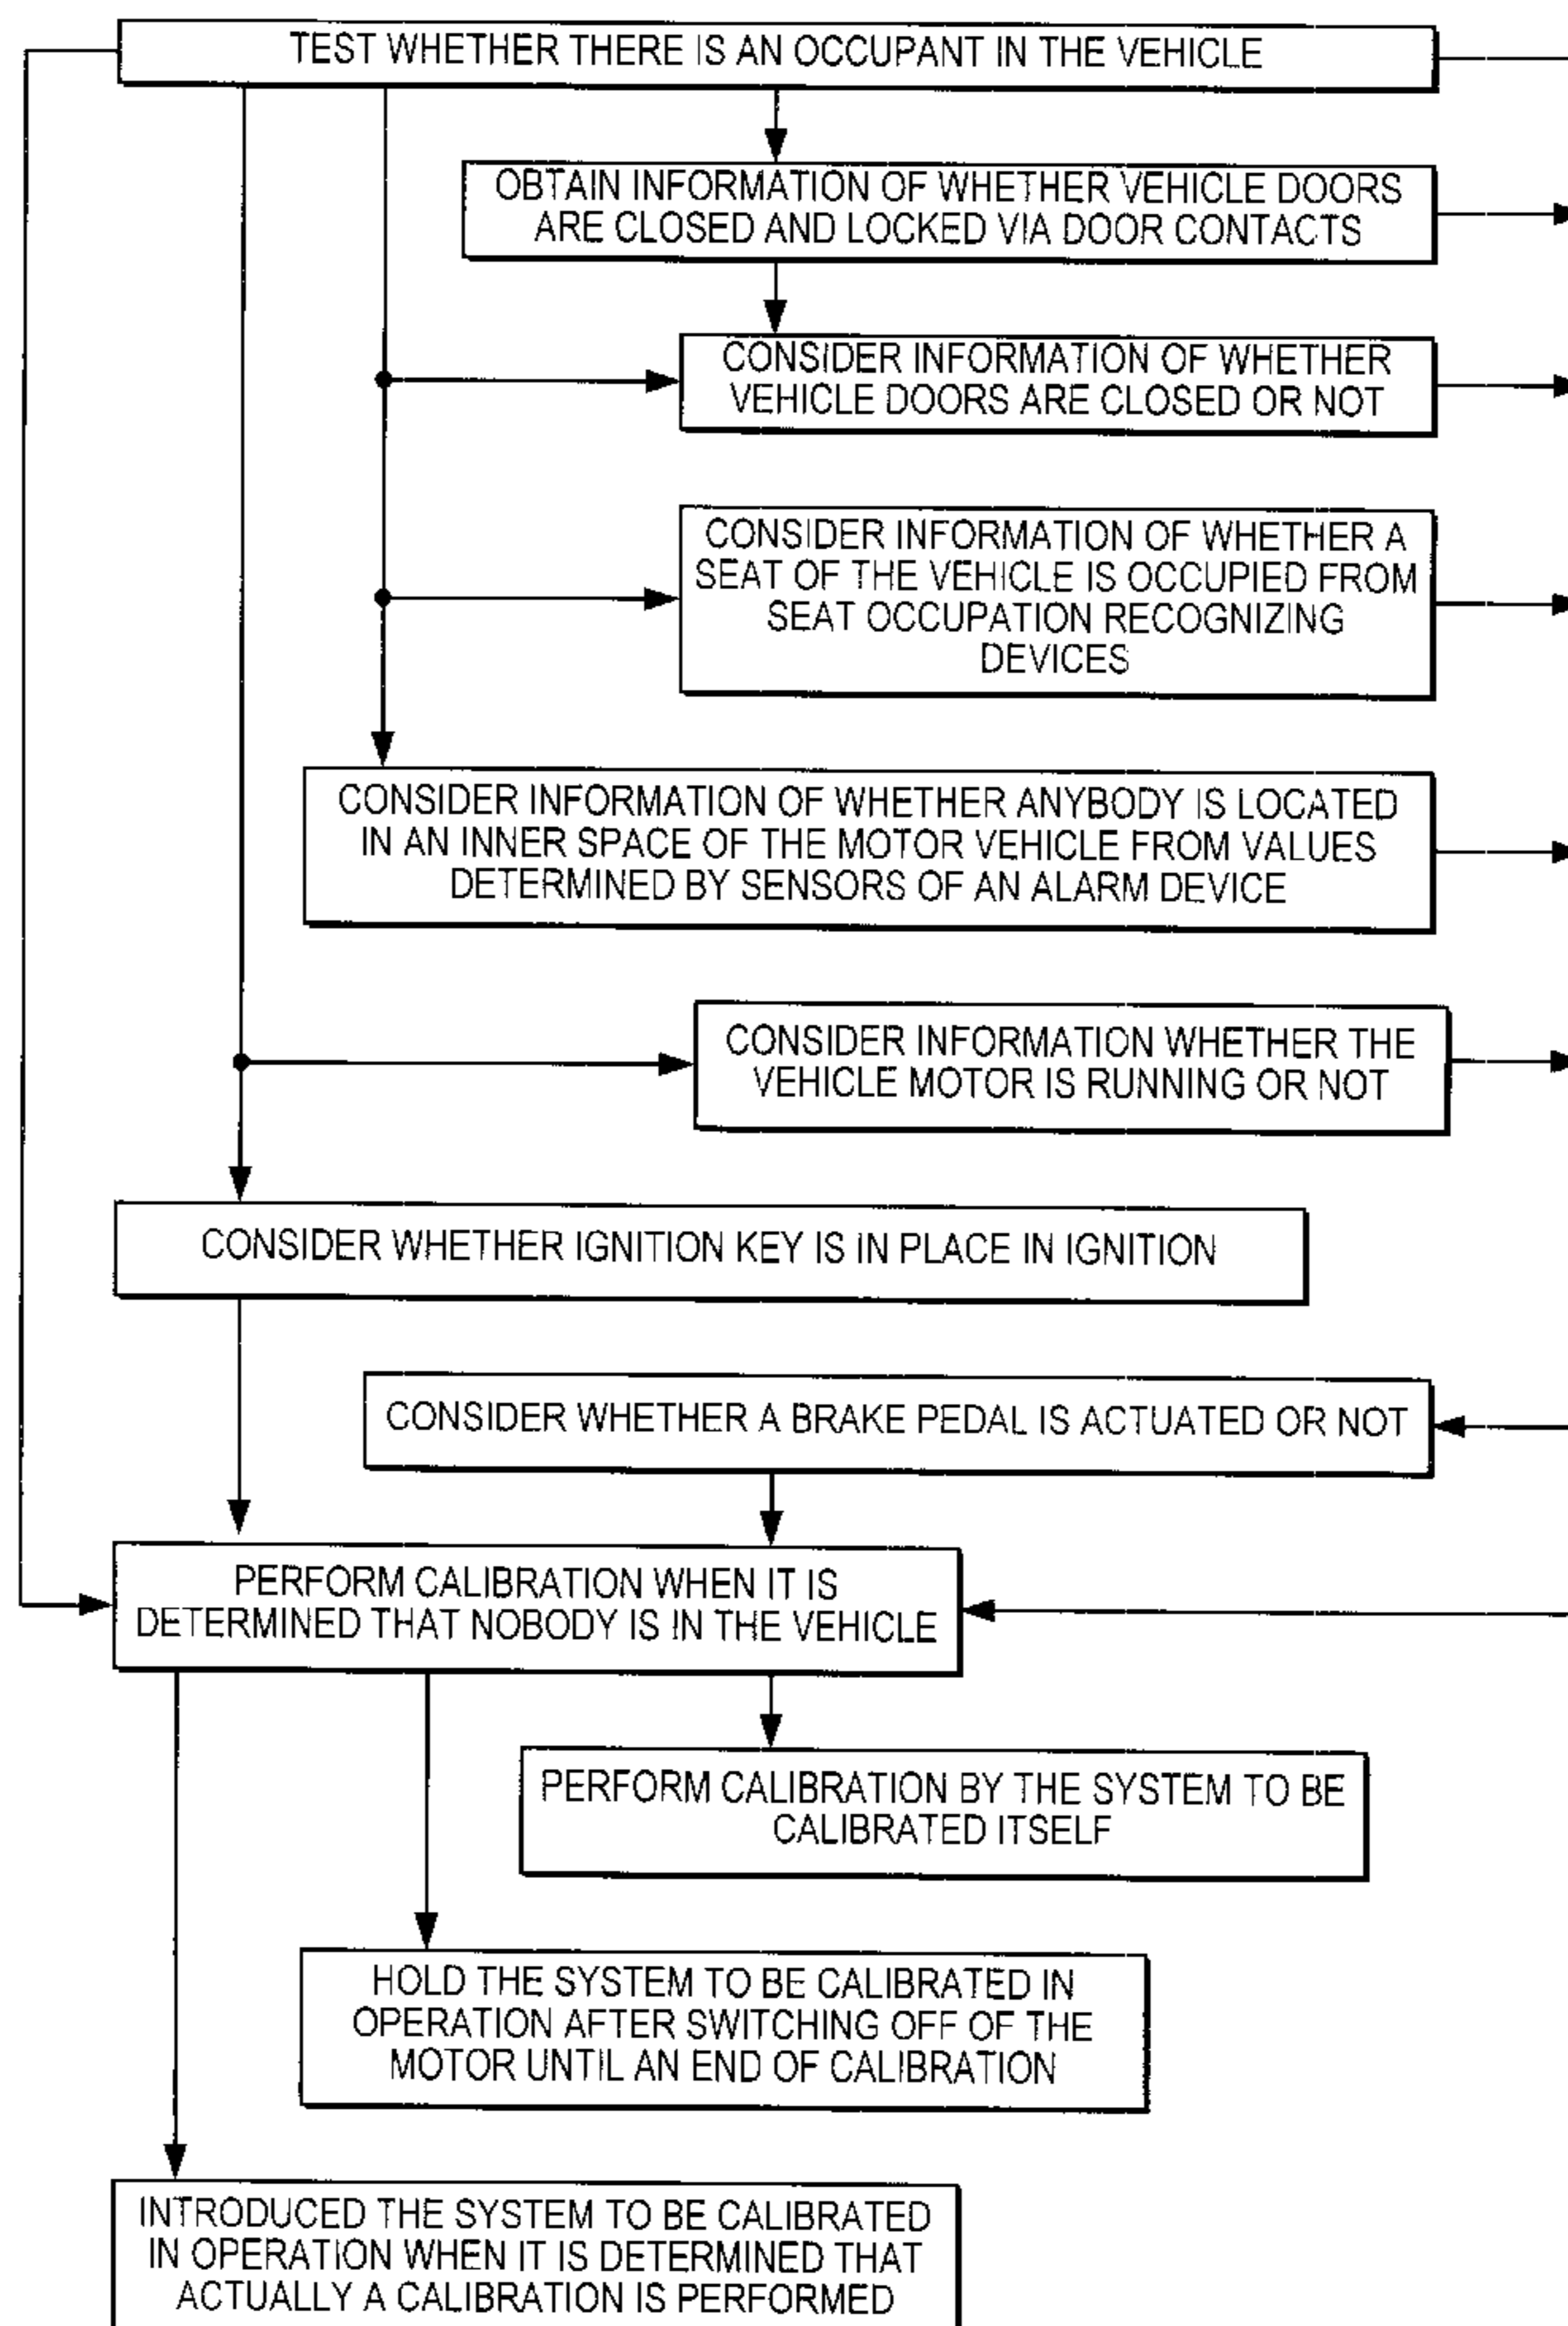 TEST WHETHER THERE IS AN OCCUPANT IN THE VEHICLE
OBTAIN INFORMATION OF WHETHER VEHICLE DOORS
ARE CLOSED AND LOCKED VIA DOOR CONTACTS
CONSIDER INFORMATION OF WHETHER
VEHICLE DOORS ARE CLOSED OR NOT
CONSIDER INFORMATION OF WHETHER A
SEAT OF THE VEHICLE IS OCCUPIED FROM
SEAT OCCUPATION RECOGNIZING
DEVICES
CONSIDER INFORMATION OF WHETHER ANYBODY IS LOCATED
IN AN INNER SPACE OF THE MOTOR VEHICLE FROM VALUES
DETERMINED BY SENSORS OF AN ALARM DEVICE
CONSIDER INFORMATION WHETHER THE
VEHICLE MOTOR IS RUNNING OR NOT
CONSIDER WHETHER IGNITION KEY IS IN PLACE IN IGNITION
CONSIDER WHETHER A BRAKE PEDAL IS ACTUATED OR NOT
PERFORM CALIBRATION WHEN IT IS
DETERMINED THAT NOBODY IS IN THE VEHICLE
PERFORM CALIBRATION BY THE SYSTEM TO BE
CALIBRATED ITSELF
HOLD THE SYSTEM TO BE CALIBRATED IN
OPERATION AFTER SWITCHING OFF OF THE
MOTOR UNTIL AN END OF CALIBRATION
INTRODUCED THE SYSTEM TO BE CALIBRATED
IN OPERATION WHEN IT IS DETERMINED THAT
ACTUALLY A CALIBRATION IS PERFORMED